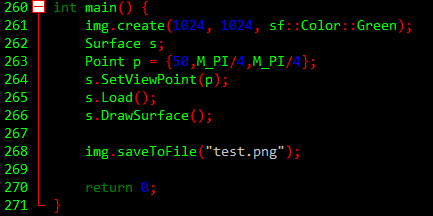 260 int main() {
261 img.create(1024, 1024, sf::Color::Green);
262 Surface s;
263 Point p = {50,M_PI/4,M_PI/4};
264 s.SetViewPoint(p);
265 s.Load();
266 s.DrawSurface();
267
268 img.saveToFile("test.png");
269
270 return 0;
271 }